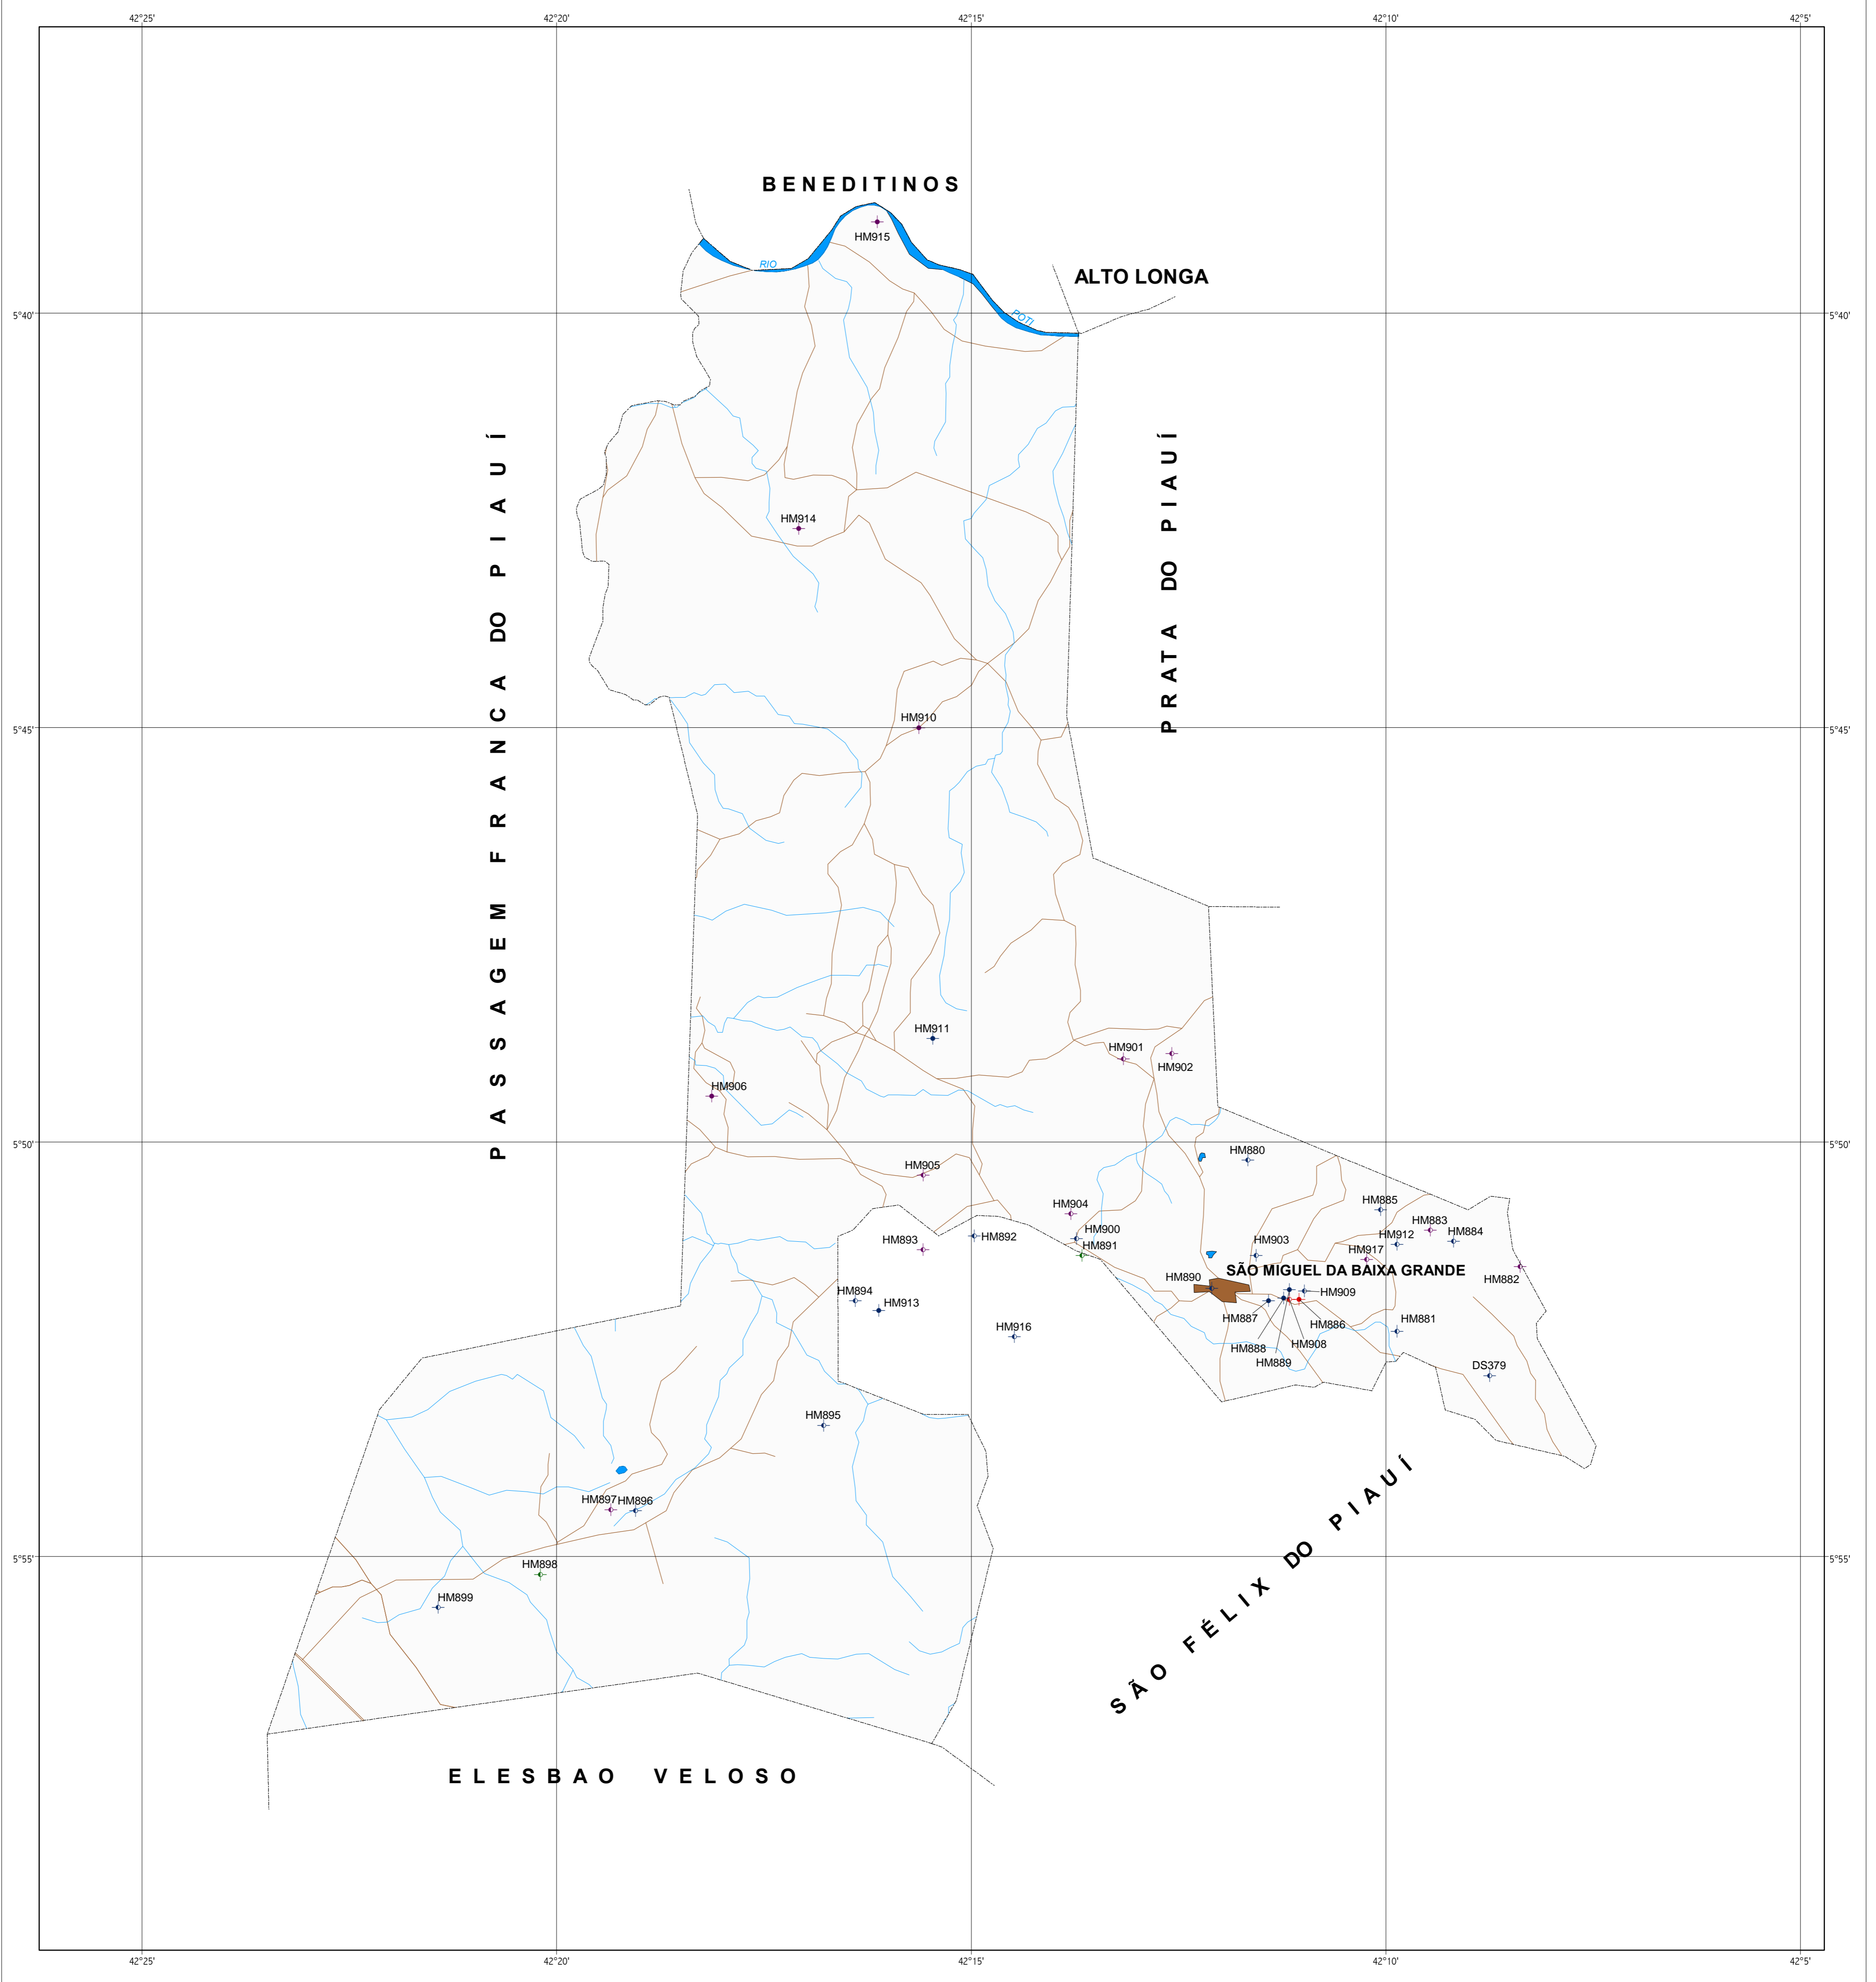 42°25'
42°20'
42°15'
42°10'
42°5'
BENEDITINOS
HM915
RIO
ALTO LONGA
5°40'
POTI
5°40'
PASSAGEM FRANCA DO PIAUÍ
PRATA DO PIAUÍ
HM914
HM910
5°45'
5°45'
HM911
HM901
HM902
HM906
5°50'
5°50'
HM880
HM905
HM904
HM885
HM883
HM884
HM900
HM892
HM893
HM891
HM903
HM912
HM917
HM882
SÃO MIGUEL DA BAIXA GRANDE
HM890
HM894
HM913
HM909
HM887
HM886
HM881
HM916
HM888
HM908
HM889
DS379
HM895
SÃO FÉLIX DO PIAUÍ
HM897
HM896
5°55'
5°55'
HM898
HM899
ELESBAO VELOSO
42°25'
42°20'
42°15'
42°10'
42°5'